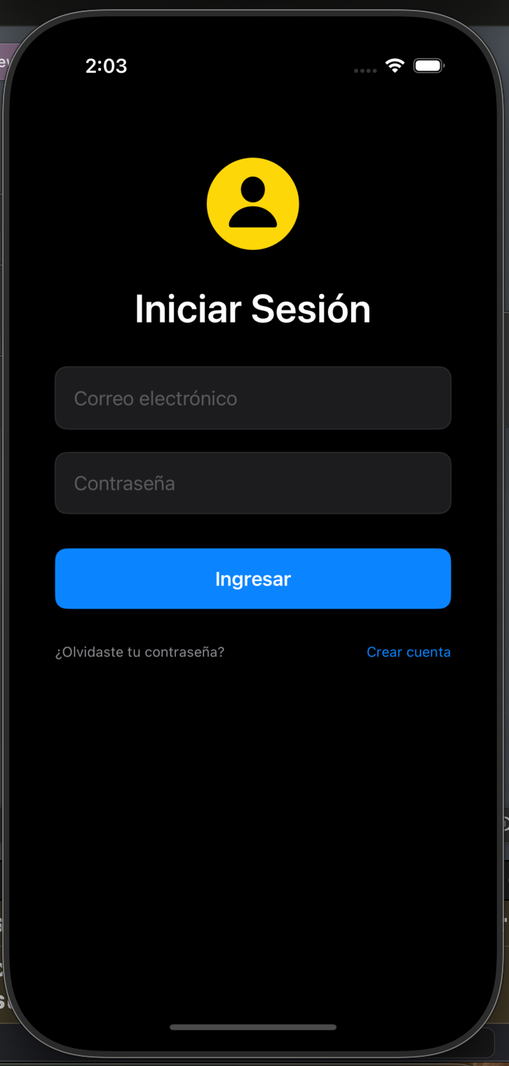 2:03
Iniciar Sesión
Correo electrónico
Contraseña
Ingresar
¿Olvidaste tu contraseña?
Crear cuenta